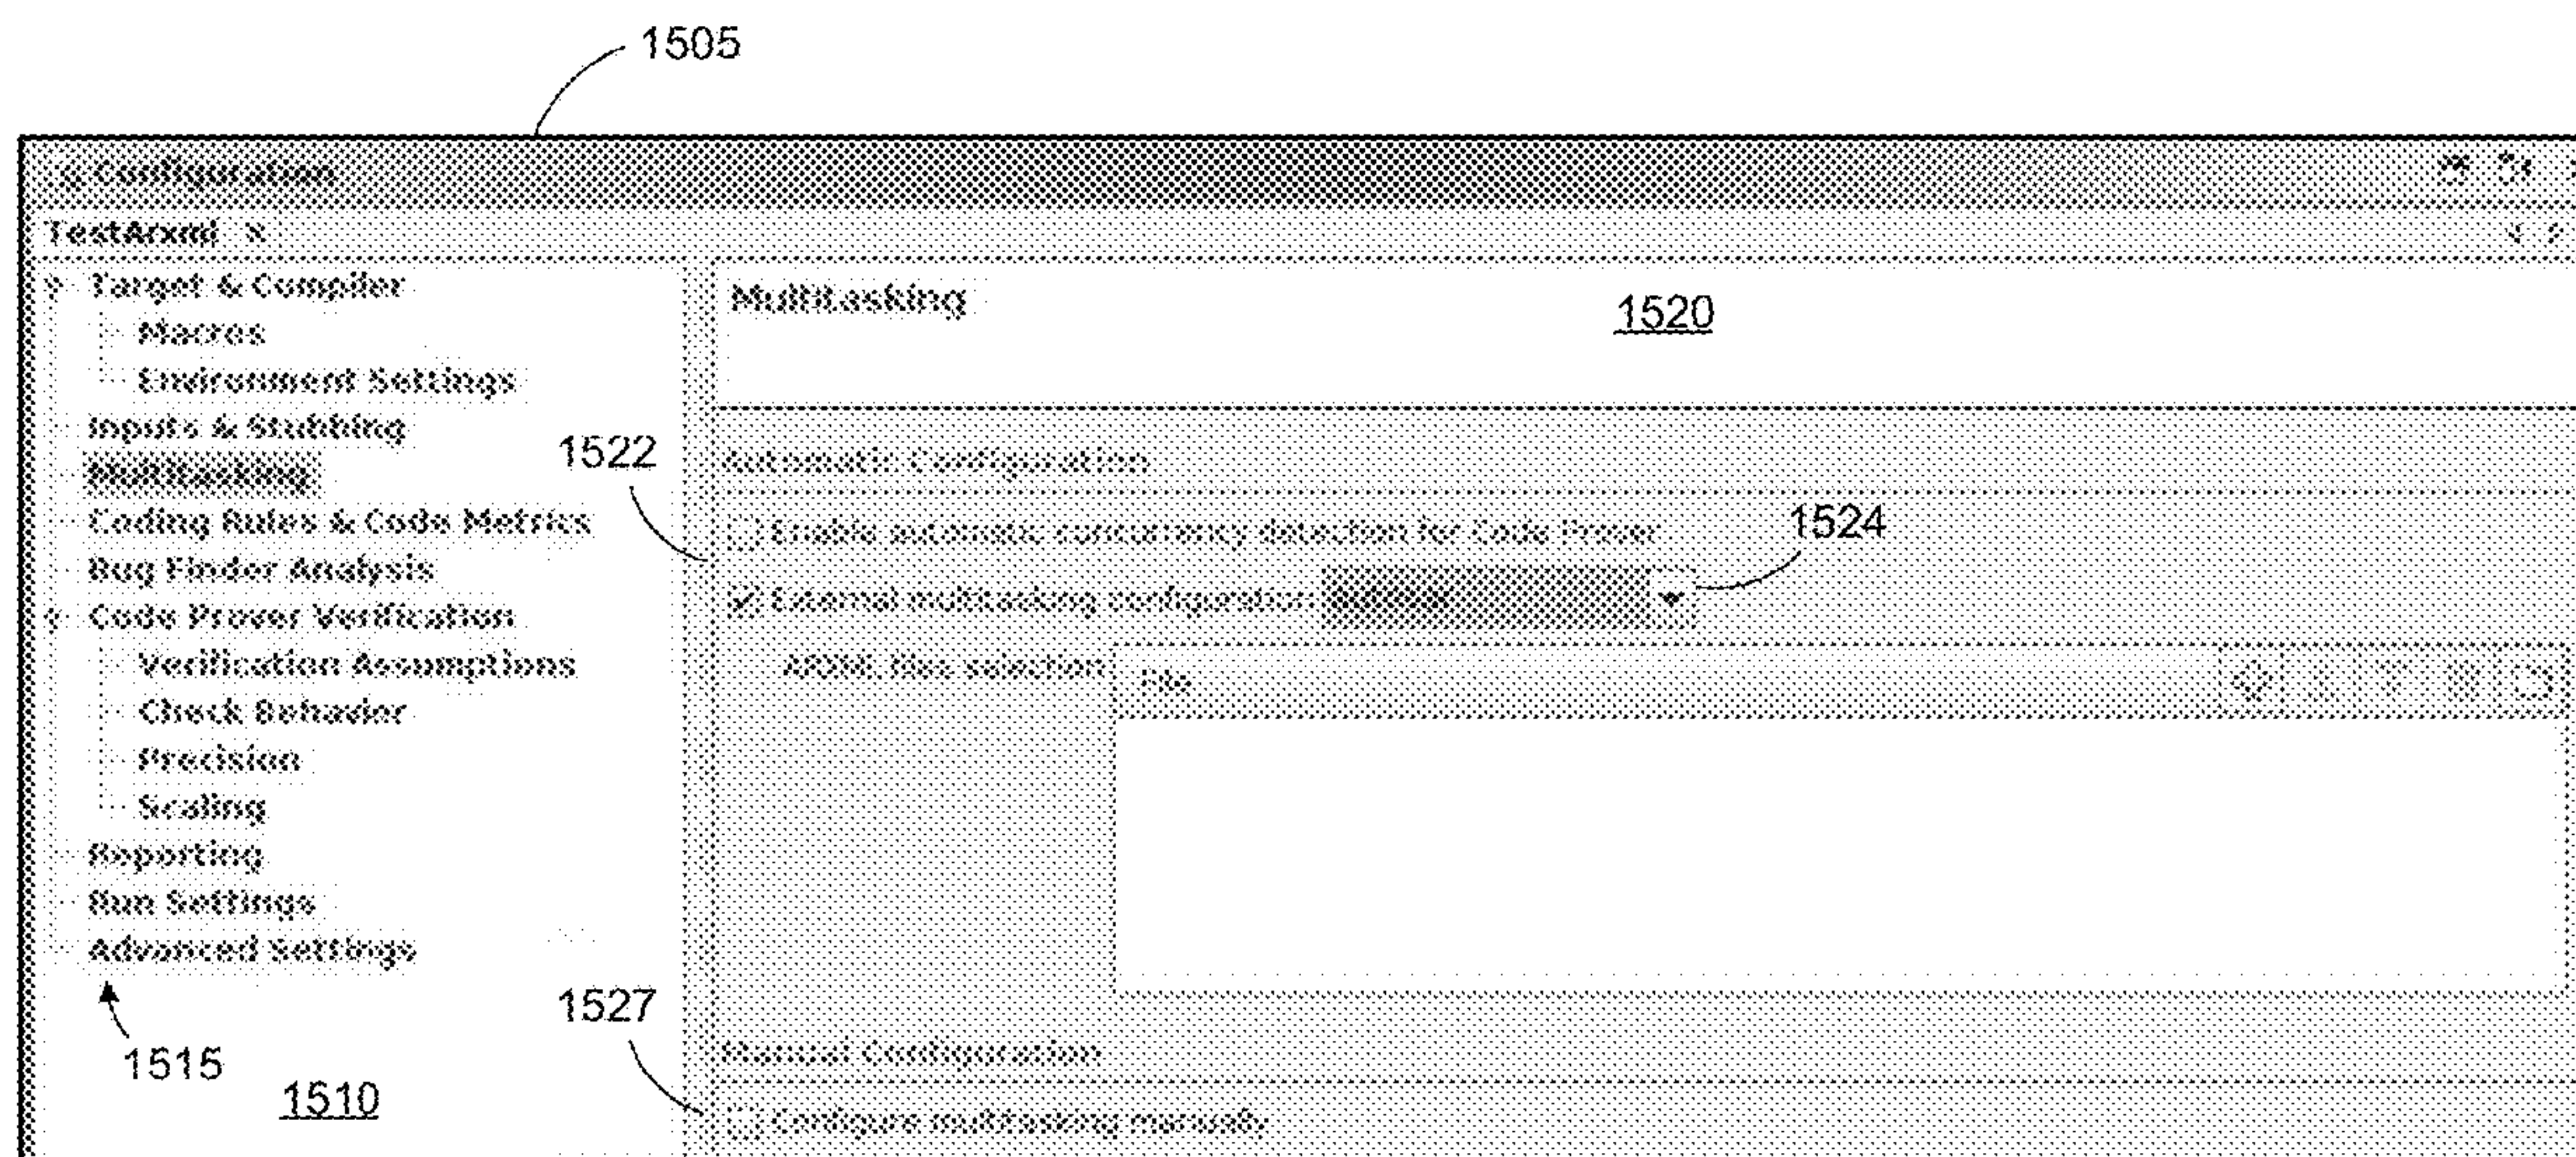 1505
Configuration
TestArxml ×
Target & Compiler
Macros
Environment Settings
Inputs & Stubbing
Multitasking
Coding Rules & Code Metrics
Bug Finder Analysis
Code Prover Verification
Verification Assumptions
Check Behavior
Precision
Scaling
Reporting
Run Settings
Advanced Settings
1515
1510
Multitasking
1520
1522
Automatic Configuration
Enable automatic concurrency detection for Code Prover
1524
External multitasking configuration
ARXML files selection
File
1527
Manual Configuration
Configure multitasking manually